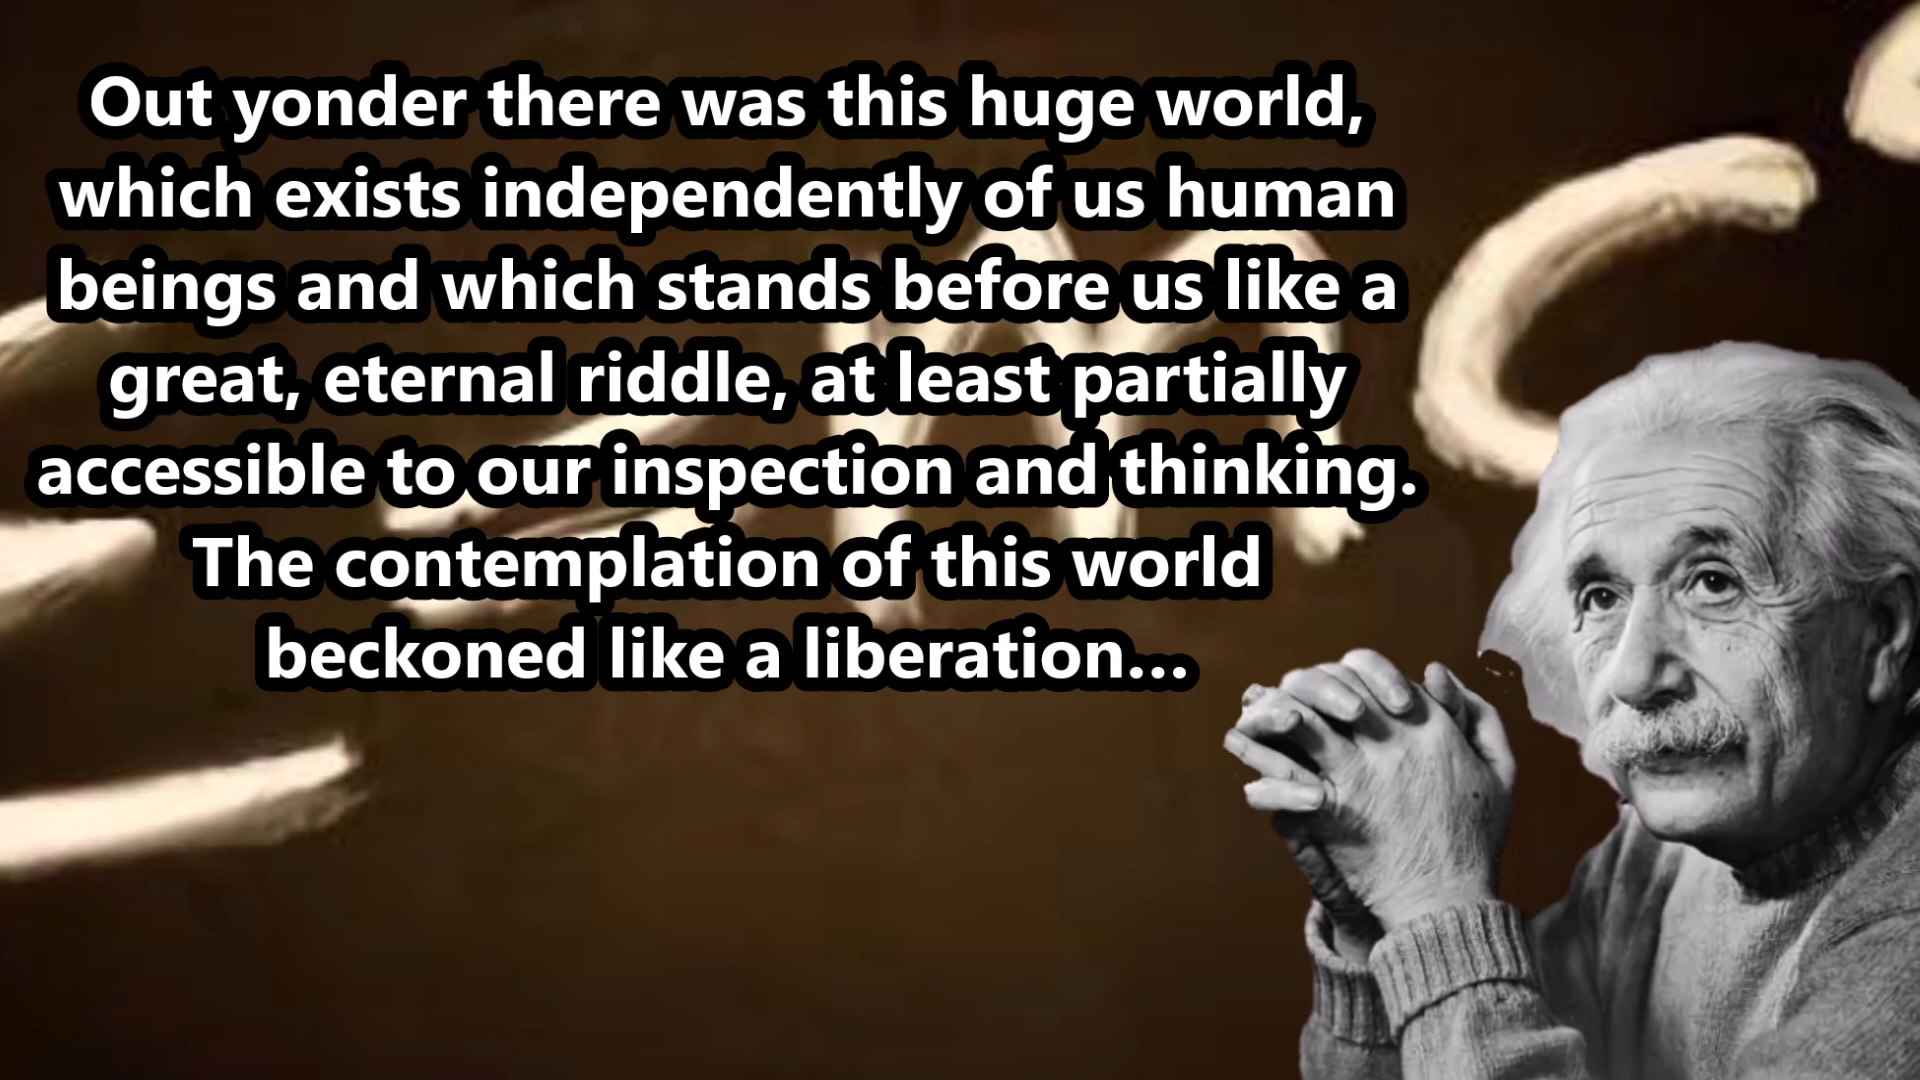 Out yonder there was this huge world,
which exists independently of us human
beings and which stands before us like a
great, eternal riddle, at least partially
accessible to our inspection and thinking.
The contemplation of this world
beckoned like a liberation...
E=mc